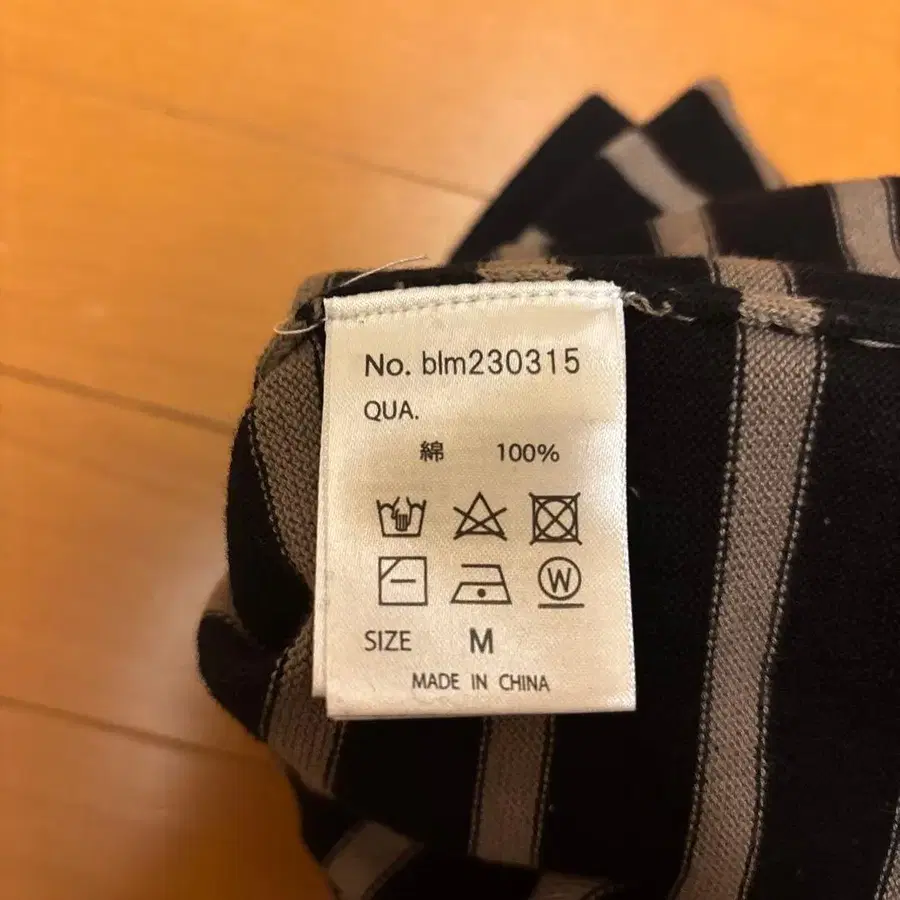 No. blm230315
QUA.
綿 100%
W
SIZE M
MADE IN CHINA